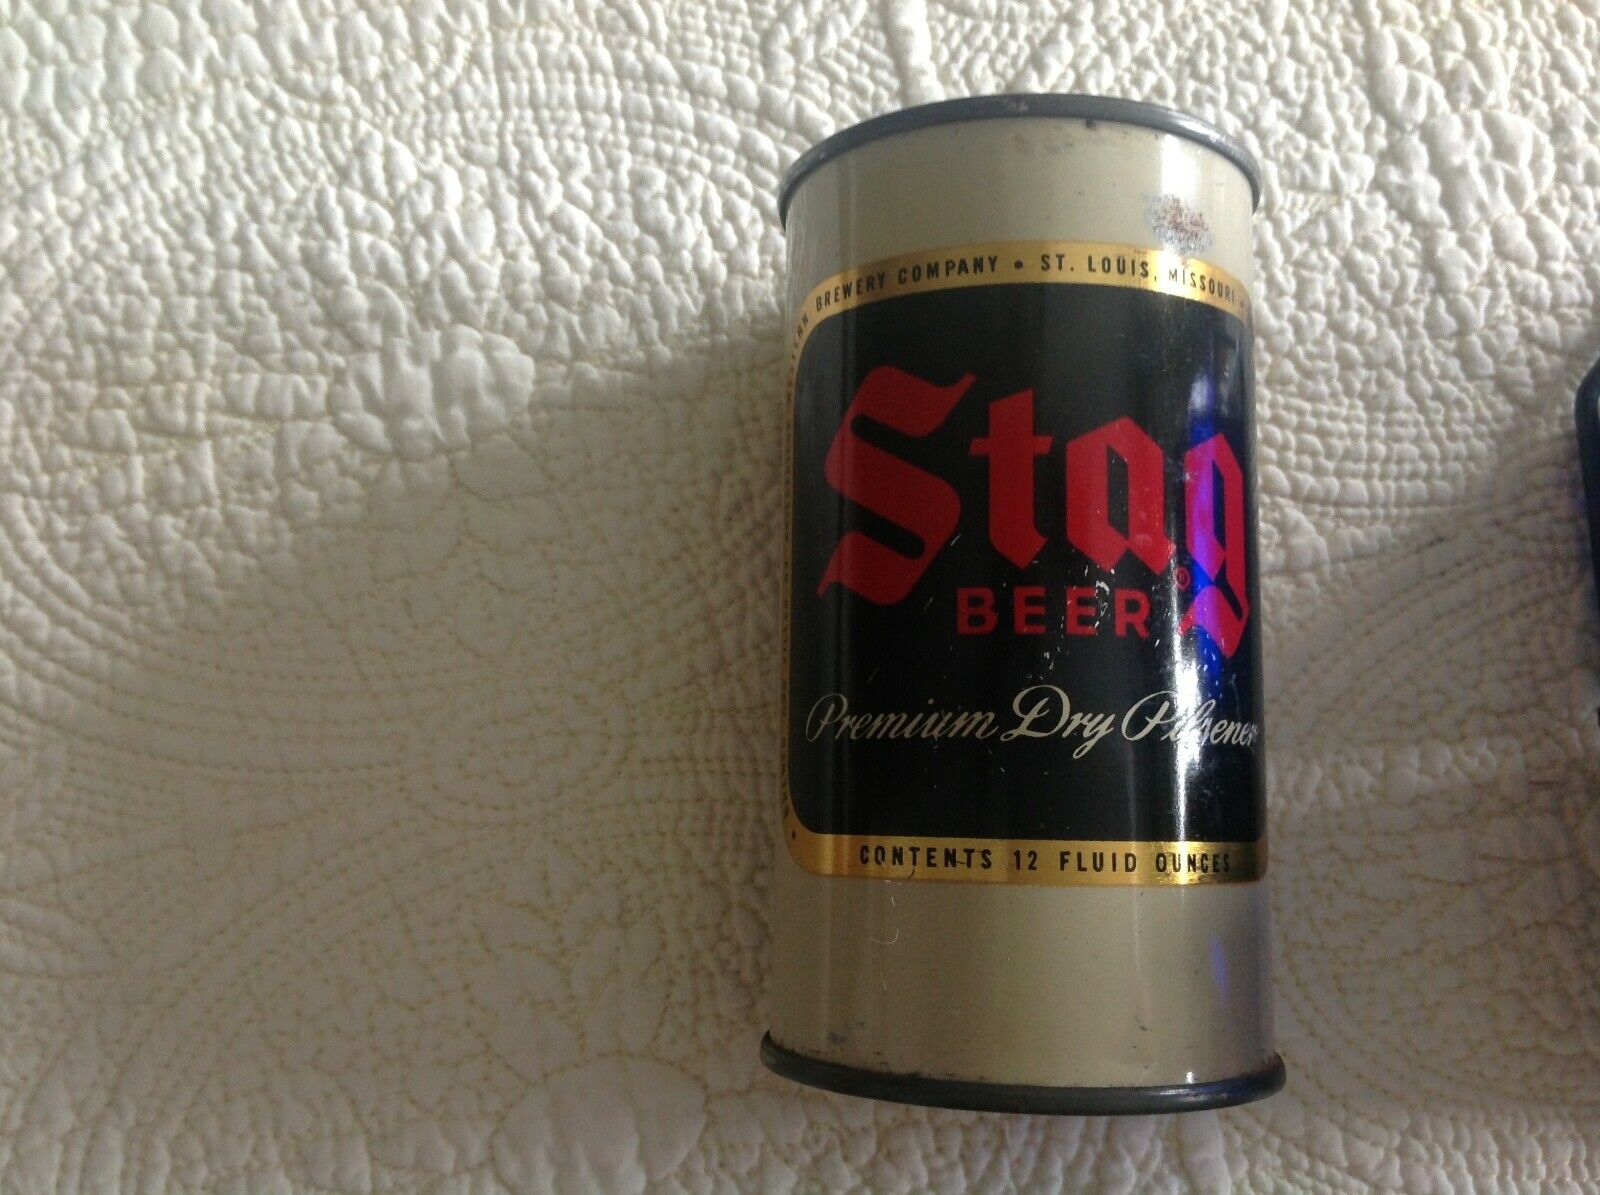 BREWERY COMPANY • ST. LOUIS, MISSOURI
Stag
®
BEER
Premium Dry Pilsener
CONTENTS 12 FLUID OUNCES